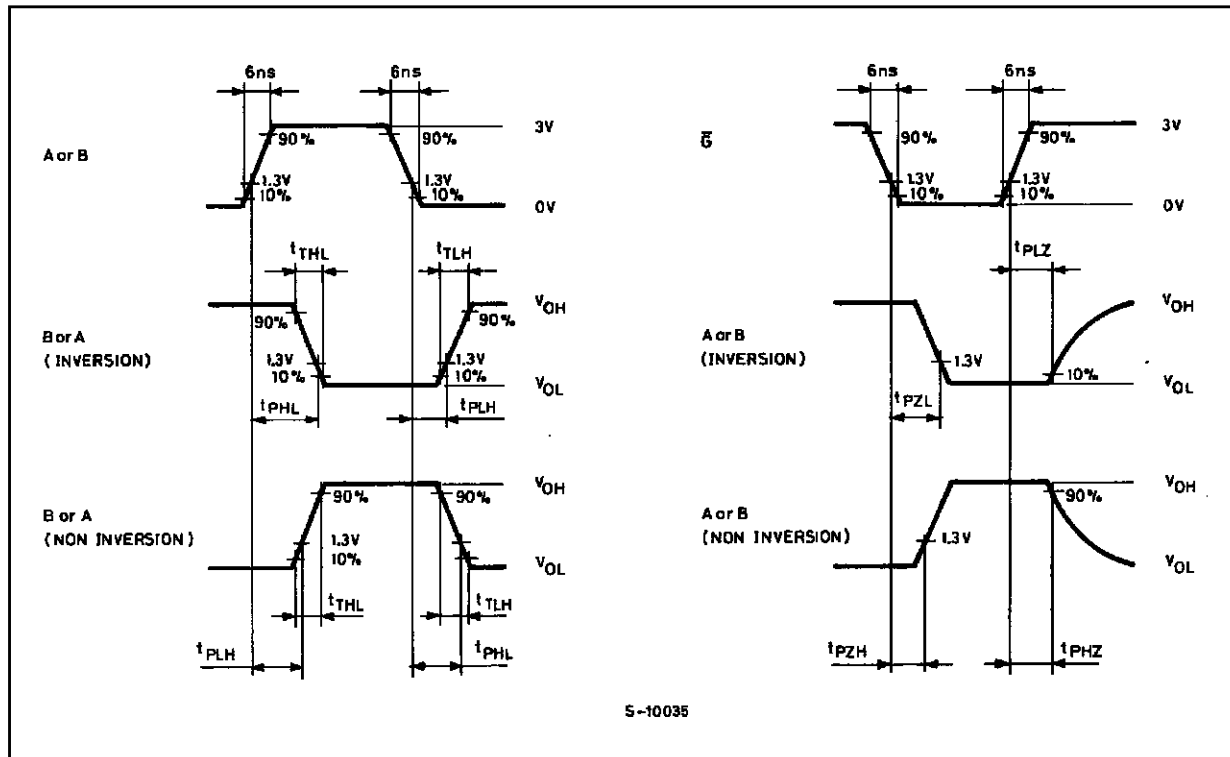 6ns 6ns
90% 90% 3V
A or B
1.3V 1.3V
10% 10%
0V
tTHL tTLH
VOH
90% 90%
B or A
(INVERSION)
1.3V 1.3V
10% 10%
VOL
tPHL tPLH
VOH
90% 90%
B or A
(NON INVERSION)
1.3V
10%
VOL
tTHL tTLH
tPLH tPHL
6ns 6ns
3V
G̅
90% 90%
1.3V 1.3V
10% 10%
0V
tPLZ
VOH
A or B
(INVERSION)
1.3V
10%
VOL
tPZL
VOH
90%
A or B
(NON INVERSION)
1.3V
VOL
tPZH tPHZ
S-10035